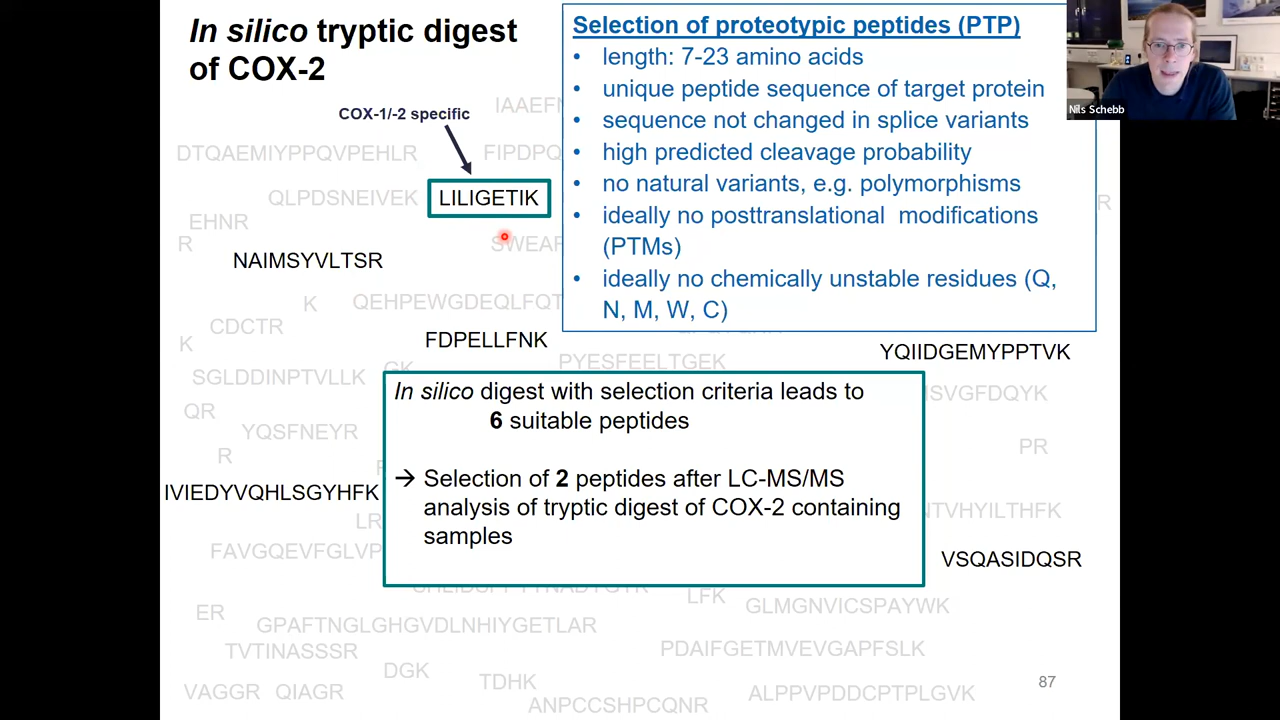 In silico tryptic digest
of COX-2
Selection of proteotypic peptides (PTP)
• length: 7-23 amino acids
• unique peptide sequence of target protein
• sequence not changed in splice variants
• high predicted cleavage probability
• no natural variants, e.g. polymorphisms
• ideally no posttranslational modifications
(PTMs)
• ideally no chemically unstable residues (Q,
N, M, W, C)
Nils Schebb
COX-1/-2 specific
IAAEFN
DTQAEMIYPPQVPEHLR
FIPDPQ
QLPDSNEIVEK
LILIGETIK
R
EHNR
R
SWEAF
NAIMSYVLTSR
K
QEHPEWGDEQLFQT
CDCTR
K
FDPELLFNK
YQIIDGEMYPPTVK
PYESFEELTGEK
GK
SGLDDINPTVLLK
ISVGFDQYK
QR
YQSFNEYR
R
PR
In silico digest with selection criteria leads to
6 suitable peptides
→ Selection of 2 peptides after LC-MS/MS
analysis of tryptic digest of COX-2 containing
samples
IVIEDYVQHLSGYHFK
LR
NTVHYILTHFK
FAVGQEVFGLVP
VSQASIDQSR
LFK
GLMGNVICSPAYWK
ER
GPAFTNGLGHGVDLNHIYGETLAR
TVTINASSSR
PDAIFGETMVEVGAPFSLK
DGK
TDHK
87
VAGGR
QIAGR
ANPCCSHPCQNR
ALPPVPDDCPTPLGVK